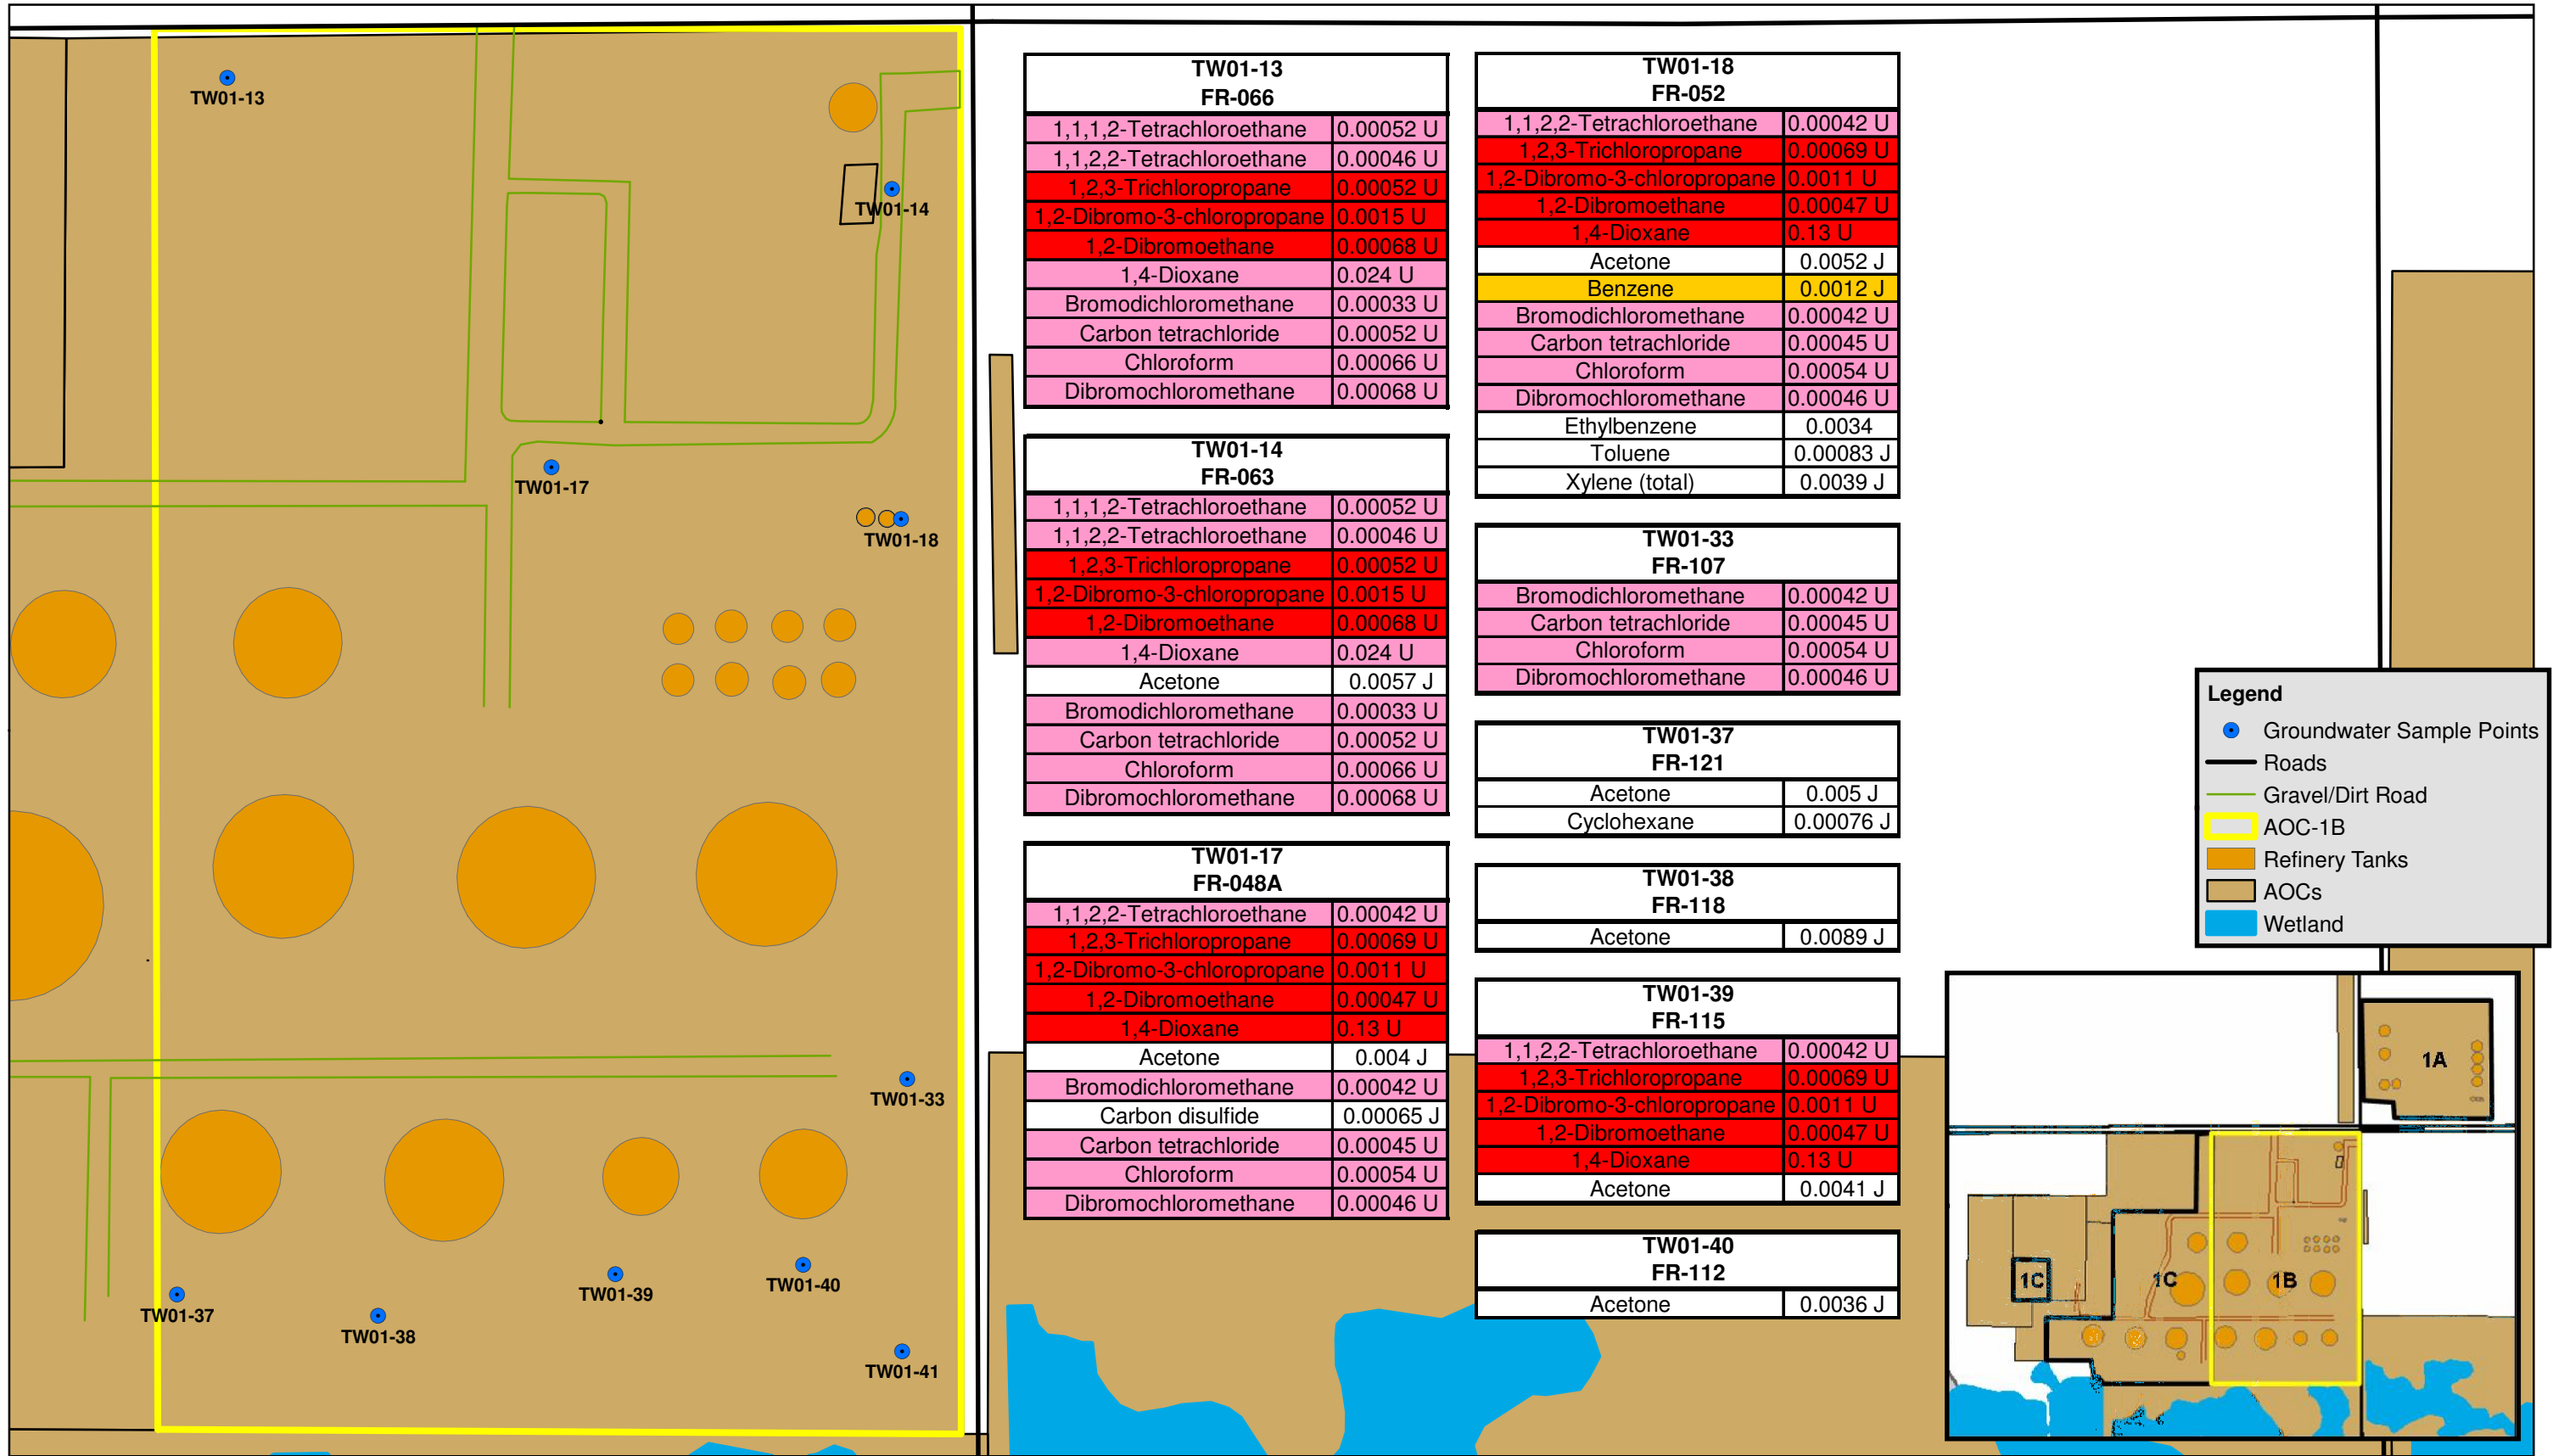 TW01-13
TW01-14
TW01-17
TW01-18
TW01-33
TW01-37
TW01-38
TW01-39
TW01-40
TW01-41
TW01-13
FR-066
1,1,1,2-Tetrachloroethane 0.00052 U
1,1,2,2-Tetrachloroethane 0.00046 U
1,2,3-Trichloropropane 0.00052 U
1,2-Dibromo-3-chloropropane 0.0015 U
1,2-Dibromoethane 0.00068 U
1,4-Dioxane 0.024 U
Bromodichloromethane 0.00033 U
Carbon tetrachloride 0.00052 U
Chloroform 0.00066 U
Dibromochloromethane 0.00068 U
TW01-14
FR-063
1,1,1,2-Tetrachloroethane 0.00052 U
1,1,2,2-Tetrachloroethane 0.00046 U
1,2,3-Trichloropropane 0.00052 U
1,2-Dibromo-3-chloropropane 0.0015 U
1,2-Dibromoethane 0.00068 U
1,4-Dioxane 0.024 U
Acetone 0.0057 J
Bromodichloromethane 0.00033 U
Carbon tetrachloride 0.00052 U
Chloroform 0.00066 U
Dibromochloromethane 0.00068 U
TW01-17
FR-048A
1,1,2,2-Tetrachloroethane 0.00042 U
1,2,3-Trichloropropane 0.00069 U
1,2-Dibromo-3-chloropropane 0.0011 U
1,2-Dibromoethane 0.00047 U
1,4-Dioxane 0.13 U
Acetone 0.004 J
Bromodichloromethane 0.00042 U
Carbon disulfide 0.00065 J
Carbon tetrachloride 0.00045 U
Chloroform 0.00054 U
Dibromochloromethane 0.00046 U
TW01-18
FR-052
1,1,2,2-Tetrachloroethane 0.00042 U
1,2,3-Trichloropropane 0.00069 U
1,2-Dibromo-3-chloropropane 0.0011 U
1,2-Dibromoethane 0.00047 U
1,4-Dioxane 0.13 U
Acetone 0.0052 J
Benzene 0.0012 J
Bromodichloromethane 0.00042 U
Carbon tetrachloride 0.00045 U
Chloroform 0.00054 U
Dibromochloromethane 0.00046 U
Ethylbenzene 0.0034
Toluene 0.00083 J
Xylene (total) 0.0039 J
TW01-33
FR-107
Bromodichloromethane 0.00042 U
Carbon tetrachloride 0.00045 U
Chloroform 0.00054 U
Dibromochloromethane 0.00046 U
TW01-37
FR-121
Acetone 0.005 J
Cyclohexane 0.00076 J
TW01-38
FR-118
Acetone 0.0089 J
TW01-39
FR-115
1,1,2,2-Tetrachloroethane 0.00042 U
1,2,3-Trichloropropane 0.00069 U
1,2-Dibromo-3-chloropropane 0.0011 U
1,2-Dibromoethane 0.00047 U
1,4-Dioxane 0.13 U
Acetone 0.0041 J
TW01-40
FR-112
Acetone 0.0036 J
Legend
Groundwater Sample Points
Roads
Gravel/Dirt Road
AOC-1B
Refinery Tanks
AOCs
Wetland
1A
1C
1C
1B